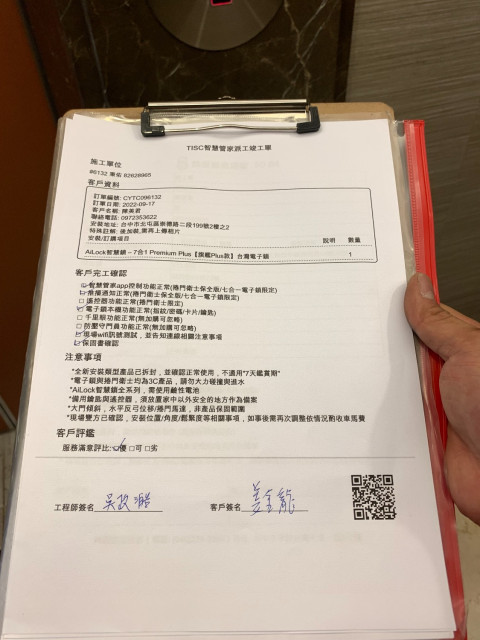 TISC智慧管家派工竣工單
施工單位
#6132 秉佑 82628965
客戶資料
訂單編號: CYTC096132
訂單日期: 2022-09-17
客戶名稱: 陳美君
聯絡電話: 0972353622
安裝地址: 台中市北屯區崇德路二段199號2樓之2
特殊註解: 後加裝,需再上傳相片
安裝/訂購項目 說明 數量
AiLock智慧鎖 – 7合1 Premium Plus【旗艦Plus款】台灣電子鎖 1
客戶完工確認
智慧管家app控制功能正常(捲門衛士保全版/七合一電子鎖限定)
推播通知正常(捲門衛士保全版/七合一電子鎖限定)
□遙控器功能正常(捲門衛士限定)
電子鎖本機功能正常(指紋/密碼/卡片/鑰匙)
□千里眼功能正常(無加購可忽略)
□防壓守門員功能正常(無加購可忽略)
現場wifi訊號測試，並告知連線相關注意事項
保固書確認
注意事項
*全新安裝類型產品已拆封，並確認正常使用，不適用"7天鑑賞期"
*電子鎖與捲門衛士均為3C產品，請勿大力碰撞與進水
*AiLock智慧鎖全系列，需使用鹼性電池
*備用鑰匙與遙控器，須放置家中以外安全的地方作為備案
*大門傾斜，水平反弓位移/捲門馬達，非產品保固範圍
*現場雙方已確認，安裝位置/角度/鬆緊度等相關事項，如事後需再次調整依情況酌收車馬費
客戶評鑑
服務滿意評比: 優 □可 □劣
工程師簽名 吳政澔 客戶簽名 姜金龍